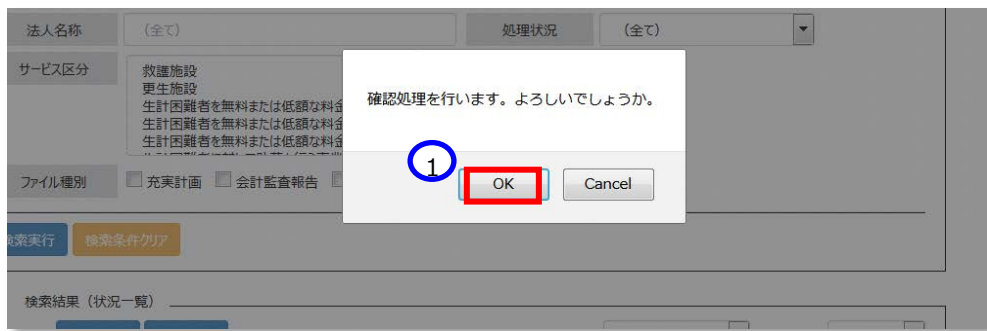 法人名称 (全て) 処理状況 (全て)
サービス区分 救護施設
更生施設
生計困難者を無料または低額な料金
生計困難者を無料または低額な料金
生計困難者を無料または低額な料金
確認処理を行います。よろしいでしょうか。
1
OK Cancel
ファイル種別 充実計画 会計監査報告
索実行 検索条件クリア
検索結果（状況一覧）